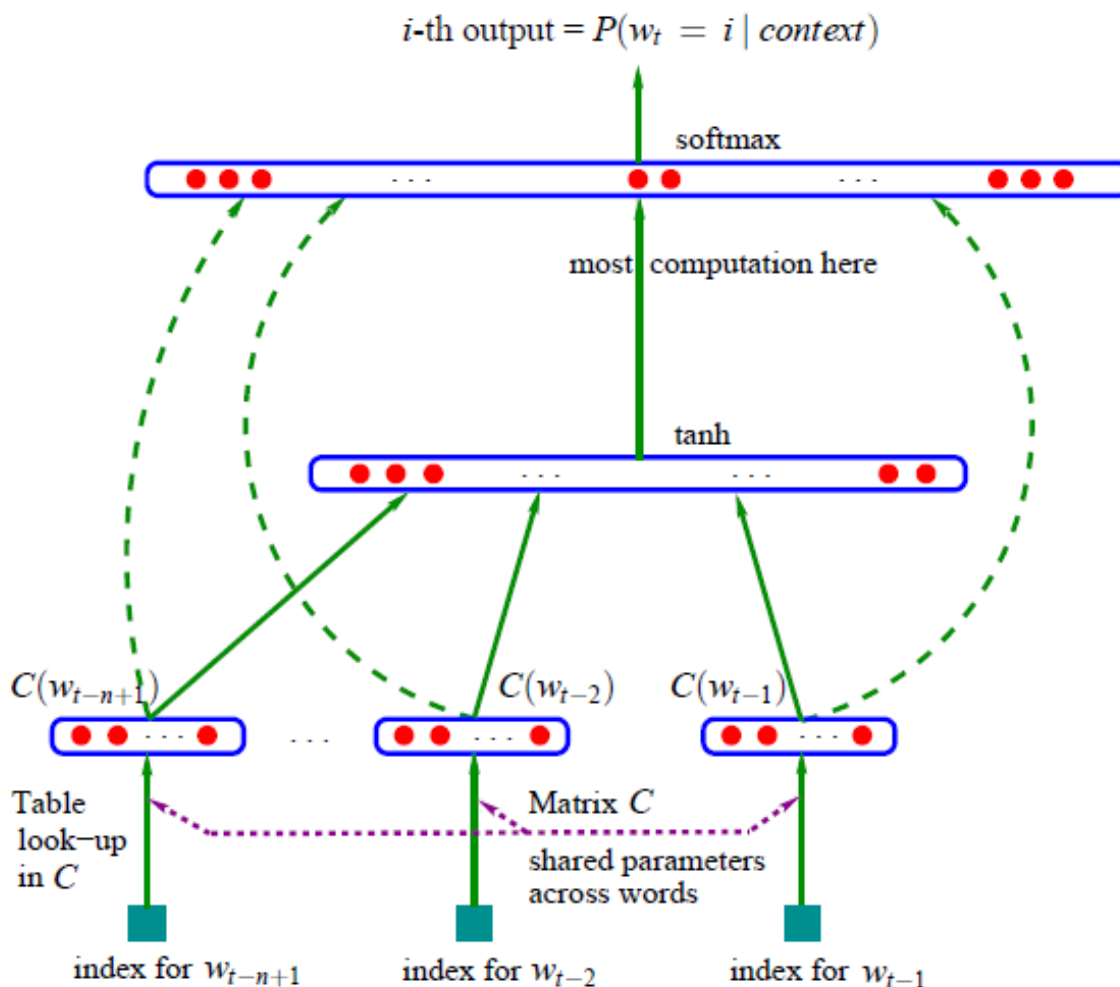 i-th output = P(w_t = i | context)
softmax
. . .
. . .
most computation here
tanh
. . .
. . .
C(w_{t−n+1})
C(w_{t−2})
C(w_{t−1})
. . .
. . .
. . .
. . .
Table
look−up
in C
Matrix C
shared parameters
across words
index for w_{t−n+1}
index for w_{t−2}
index for w_{t−1}